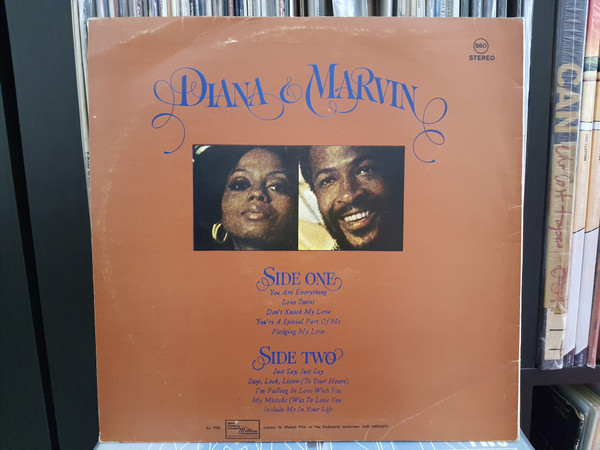 560
STEREO
DIANA & MARVIN
SIDE ONE
You Are Everything
Love Twins
Don't Knock My Love
You're A Special Part Of Me
Pledging My Love
SIDE TWO
Just Say, Just Say
Stop, Look, Listen (To Your Heart)
I'm Falling In Love With You
My Mistake (Was To Love You
Include Me In Your Life
CAN